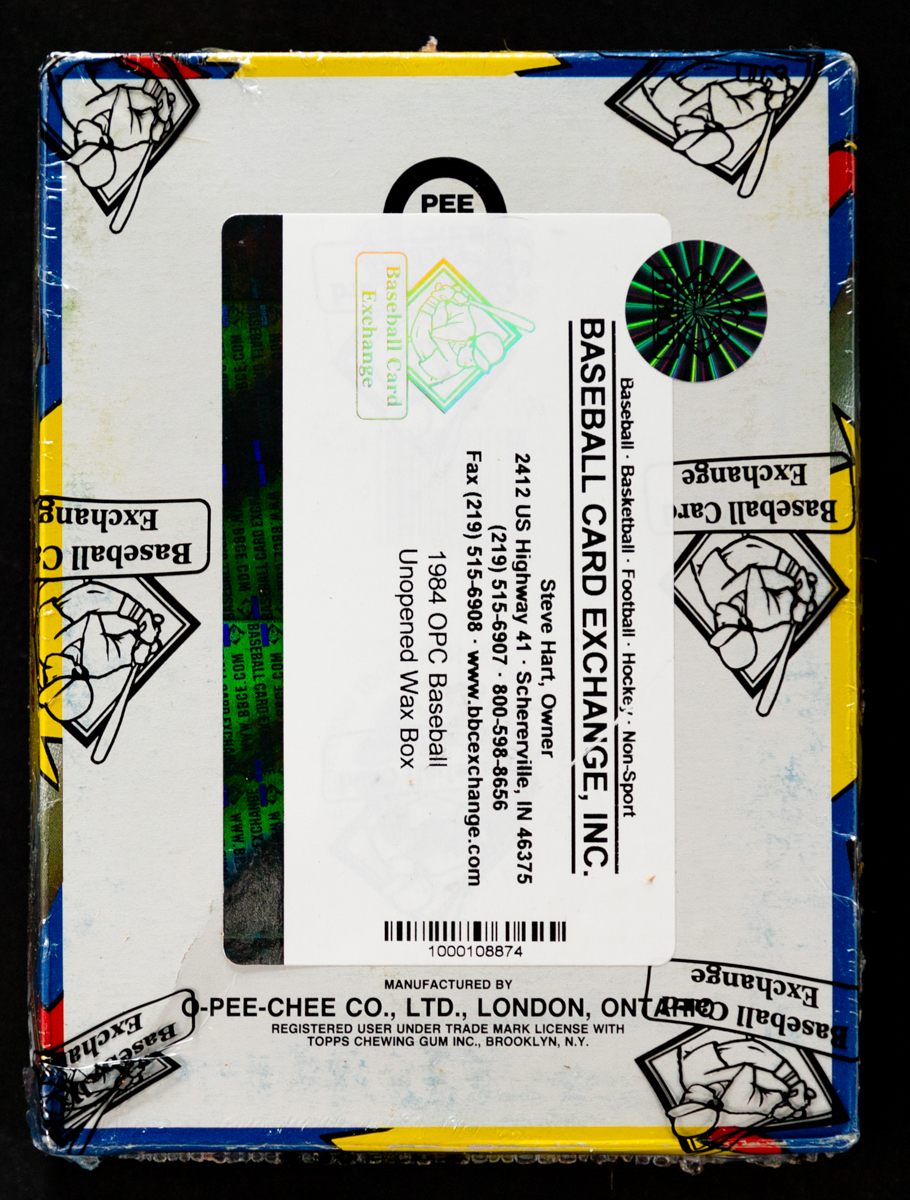 PEE
Baseball · Basketball · Football · Hockey · Non-Sport
BASEBALL CARD EXCHANGE, INC.
Steve Hart, Owner
2412 US Highway 41 · Schererville, IN 46375
(219) 515-6907 · 800-598-8656
Fax (219) 515-6908 · www.bbcexchange.com
1984 OPC Baseball
Unopened Wax Box
Baseball Card
Exchange
1000108874
Baseball Card
Exchange
Baseball C
Exchange
Baseball Card
Exchange
MANUFACTURED BY
O-PEE-CHEE CO., LTD., LONDON, ONTARIO
REGISTERED USER UNDER TRADE MARK LICENSE WITH
TOPPS CHEWING GUM INC., BROOKLYN, N.Y.